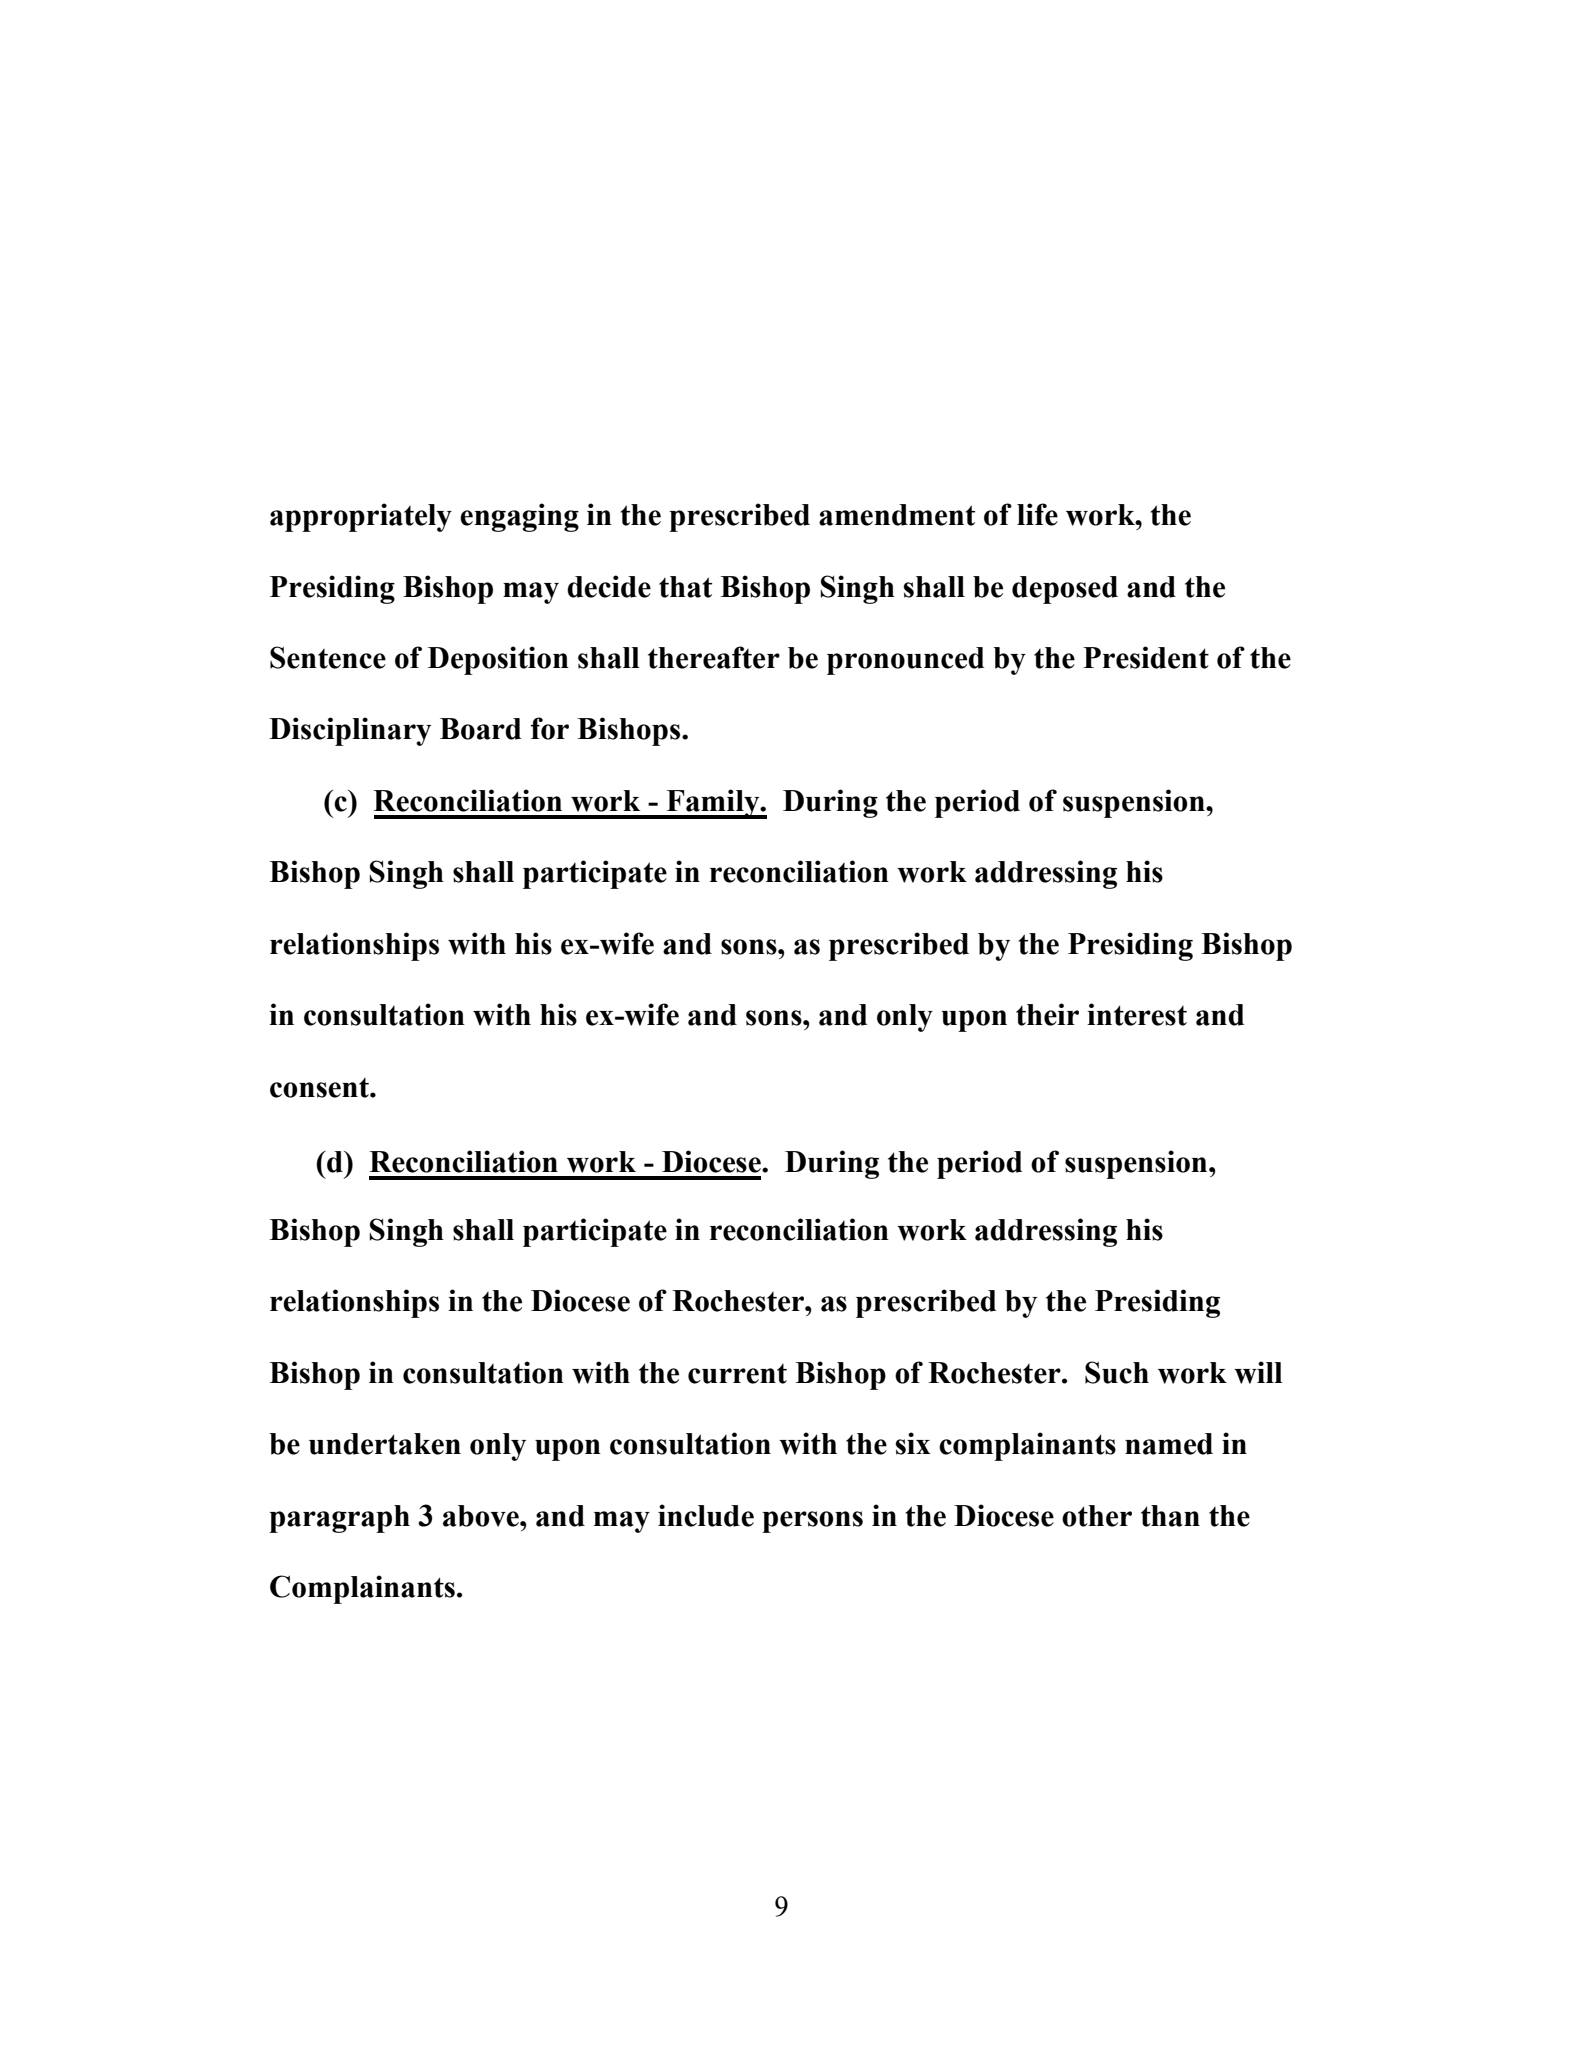 appropriately engaging in the prescribed amendment of life work, the
Presiding Bishop may decide that Bishop Singh shall be deposed and the
Sentence of Deposition shall thereafter be pronounced by the President of the
Disciplinary Board for Bishops.
(c) Reconciliation work - Family. During the period of suspension,
Bishop Singh shall participate in reconciliation work addressing his
relationships with his ex-wife and sons, as prescribed by the Presiding Bishop
in consultation with his ex-wife and sons, and only upon their interest and
consent.
(d) Reconciliation work - Diocese. During the period of suspension,
Bishop Singh shall participate in reconciliation work addressing his
relationships in the Diocese of Rochester, as prescribed by the Presiding
Bishop in consultation with the current Bishop of Rochester. Such work will
be undertaken only upon consultation with the six complainants named in
paragraph 3 above, and may include persons in the Diocese other than the
Complainants.
9